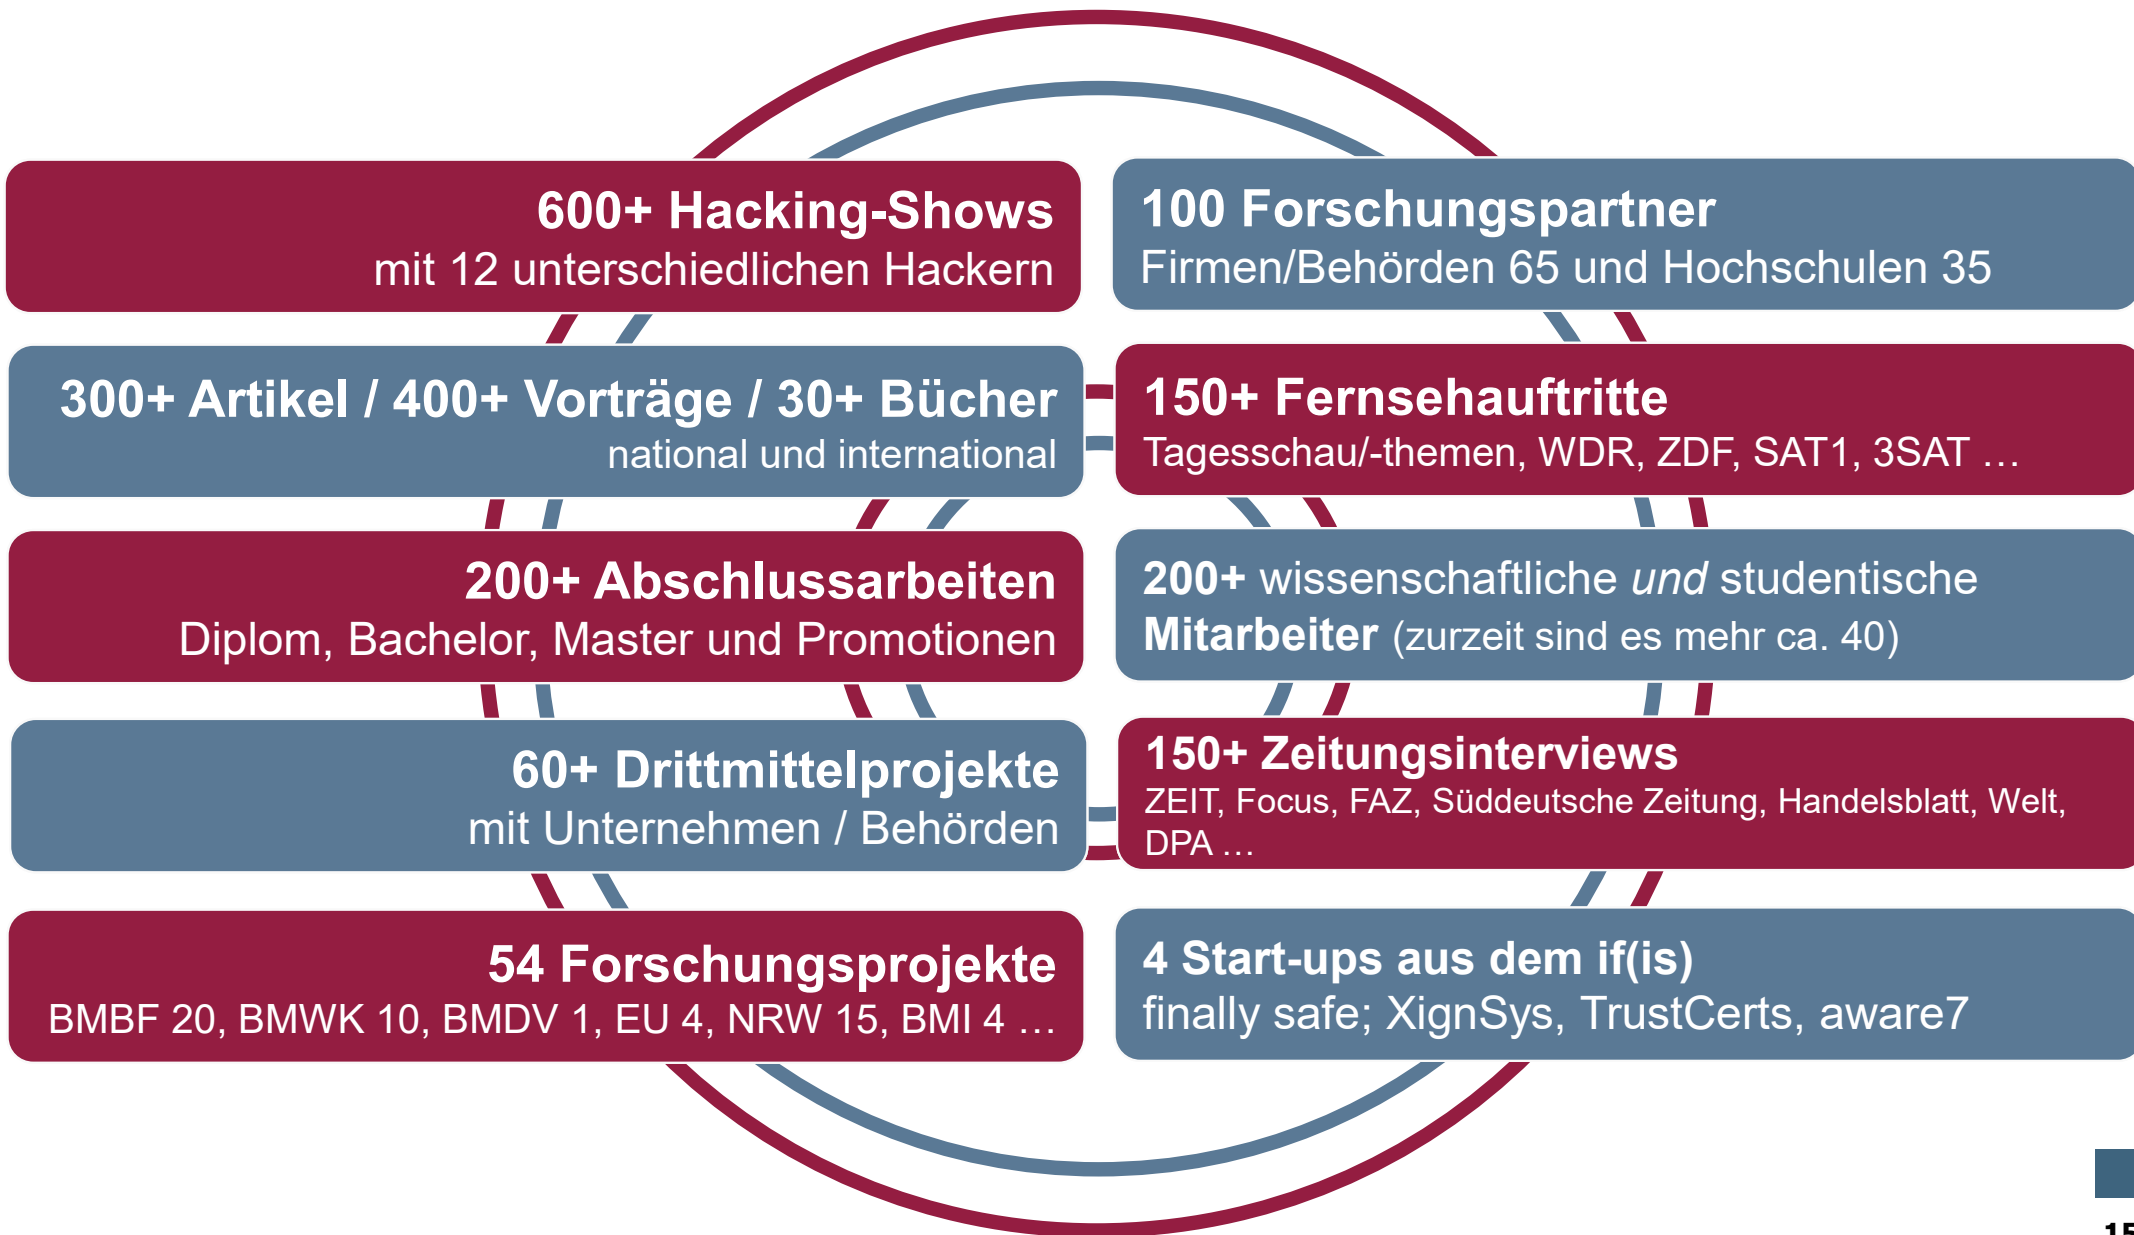 600+ Hacking-Shows
mit 12 unterschiedlichen Hackern
300+ Artikel / 400+ Vorträge / 30+ Bücher
national und international
200+ Abschlussarbeiten
Diplom, Bachelor, Master und Promotionen
60+ Drittmittelprojekte
mit Unternehmen / Behörden
54 Forschungsprojekte
BMBF 20, BMWK 10, BMDV 1, EU 4, NRW 15, BMI 4 …
100 Forschungspartner
Firmen/Behörden 65 und Hochschulen 35
150+ Fernsehauftritte
Tagesschau/-themen, WDR, ZDF, SAT1, 3SAT …
200+ wissenschaftliche und studentische
Mitarbeiter (zurzeit sind es mehr ca. 40)
150+ Zeitungsinterviews
ZEIT, Focus, FAZ, Süddeutsche Zeitung, Handelsblatt, Welt,
DPA …
4 Start-ups aus dem if(is)
finally safe; XignSys, TrustCerts, aware7
15